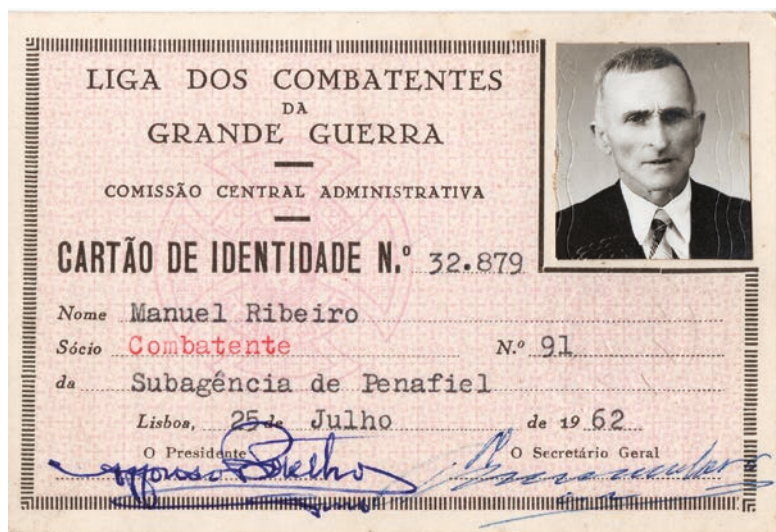 LIGA DOS COMBATENTES
DA
GRANDE GUERRA
COMISSÃO CENTRAL ADMINISTRATIVA
CARTÃO DE IDENTIDADE N.º 32.879
Nome Manuel Ribeiro
Sócio Combatente N.º 91
da Subagência de Penafiel
Lisboa, 25 de Julho de 1962
O Presidente O Secretário Geral